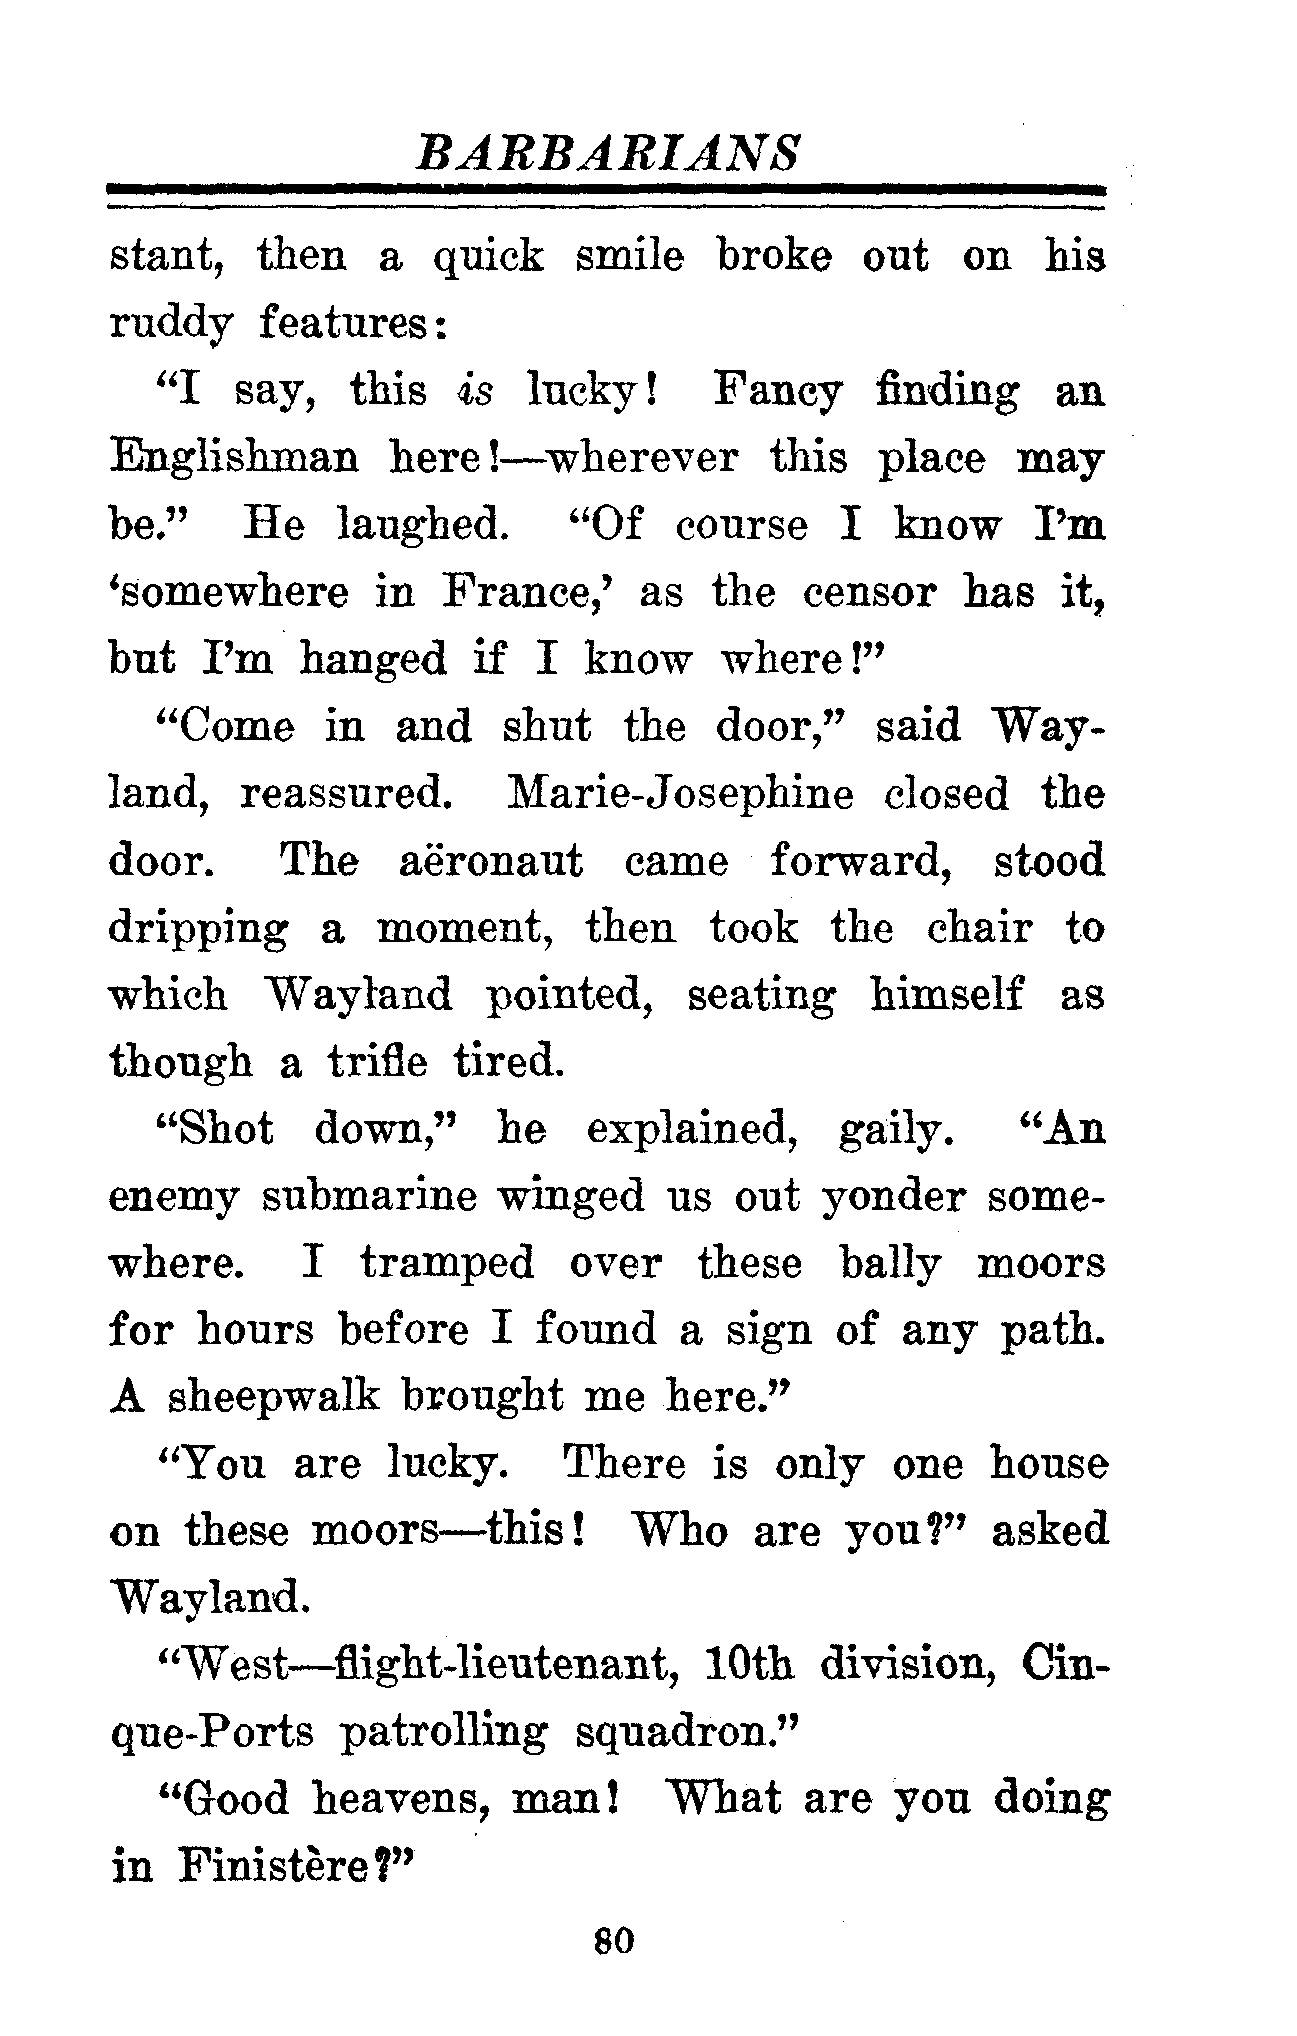 BARBARIANS
stant, then a quick smile broke out on his
ruddy features:
"I say, this is lucky! Fancy finding an
Englishman here!—wherever this place may
be." He laughed. "Of course I know I'm
'somewhere in France,' as the censor has it,
but I'm hanged if I know where!"
"Come in and shut the door," said Way-
land, reassured. Marie-Josephine closed the
door. The aëronaut came forward, stood
dripping a moment, then took the chair to
which Wayland pointed, seating himself as
though a trifle tired.
"Shot down," he explained, gaily. "An
enemy submarine winged us out yonder some-
where. I tramped over these bally moors
for hours before I found a sign of any path.
A sheepwalk brought me here."
"You are lucky. There is only one house
on these moors—this! Who are you?" asked
Wayland.
"West—flight-lieutenant, 10th division, Cin-
que-Ports patrolling squadron."
"Good heavens, man! What are you doing
in Finistère?"
80